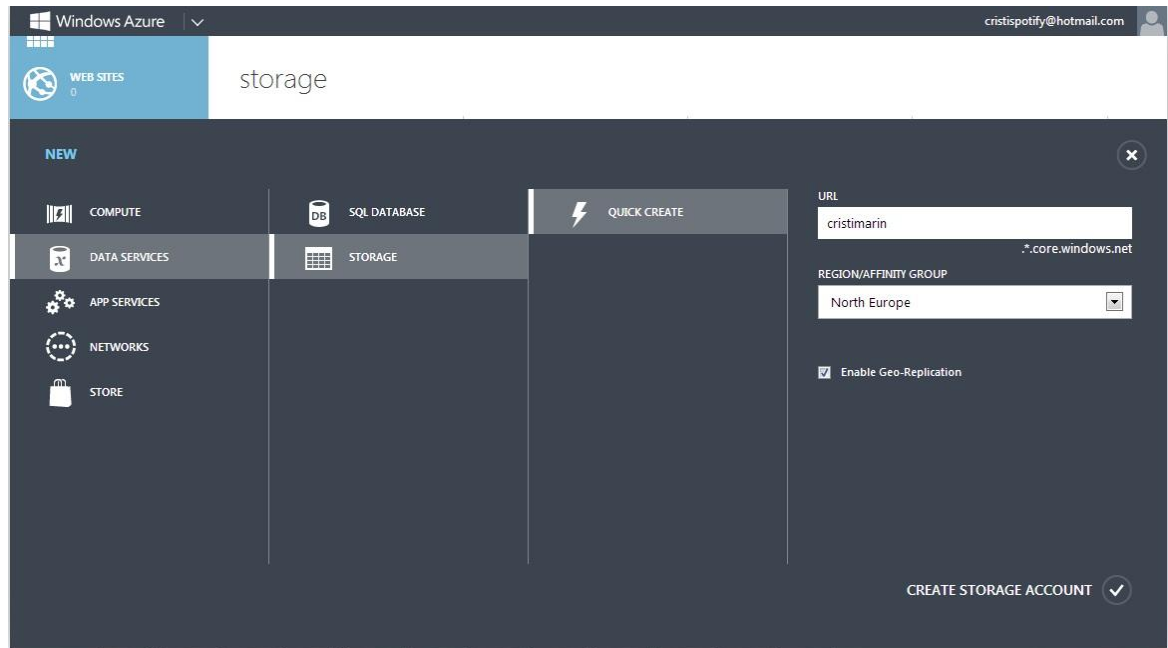 Windows Azure
cristispotify@hotmail.com
WEB SITES
0
storage
NEW
COMPUTE
DATA SERVICES
APP SERVICES
NETWORKS
STORE
DB
SQL DATABASE
STORAGE
QUICK CREATE
URL
cristimarin
.*.core.windows.net
REGION/AFFINITY GROUP
North Europe
Enable Geo-Replication
CREATE STORAGE ACCOUNT